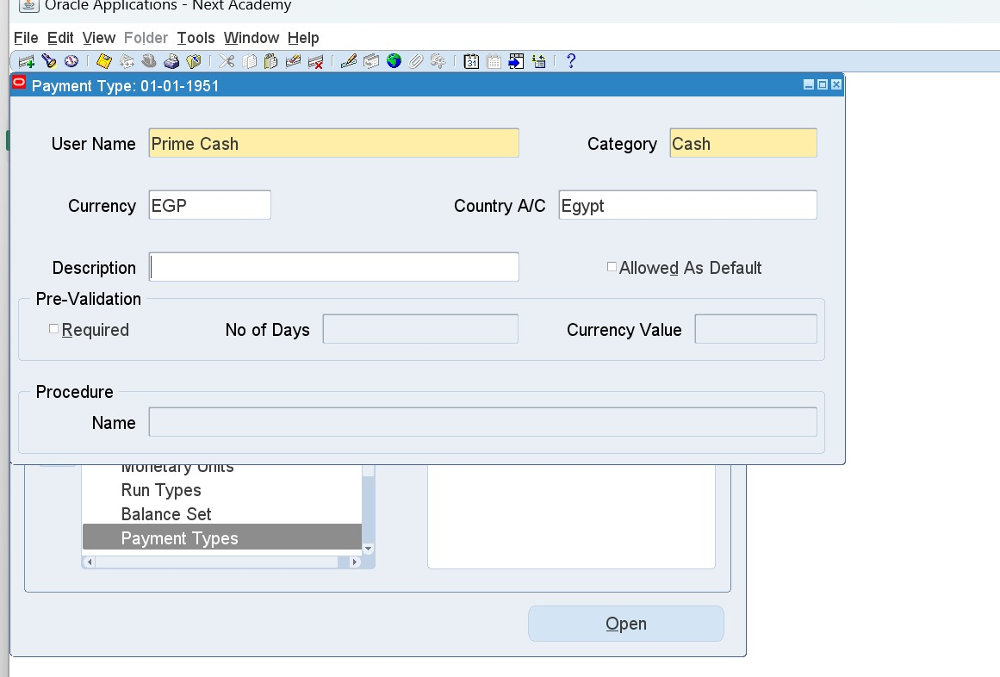 Oracle Applications - Next Academy
File Edit View Folder Tools Window Help
31
?
Payment Type: 01-01-1951
User Name Prime Cash Category Cash
Currency EGP Country A/C Egypt
Description Allowed As Default
Pre-Validation
Required No of Days Currency Value
Procedure
Name
Monetary Units
Run Types
Balance Set
Payment Types
Open